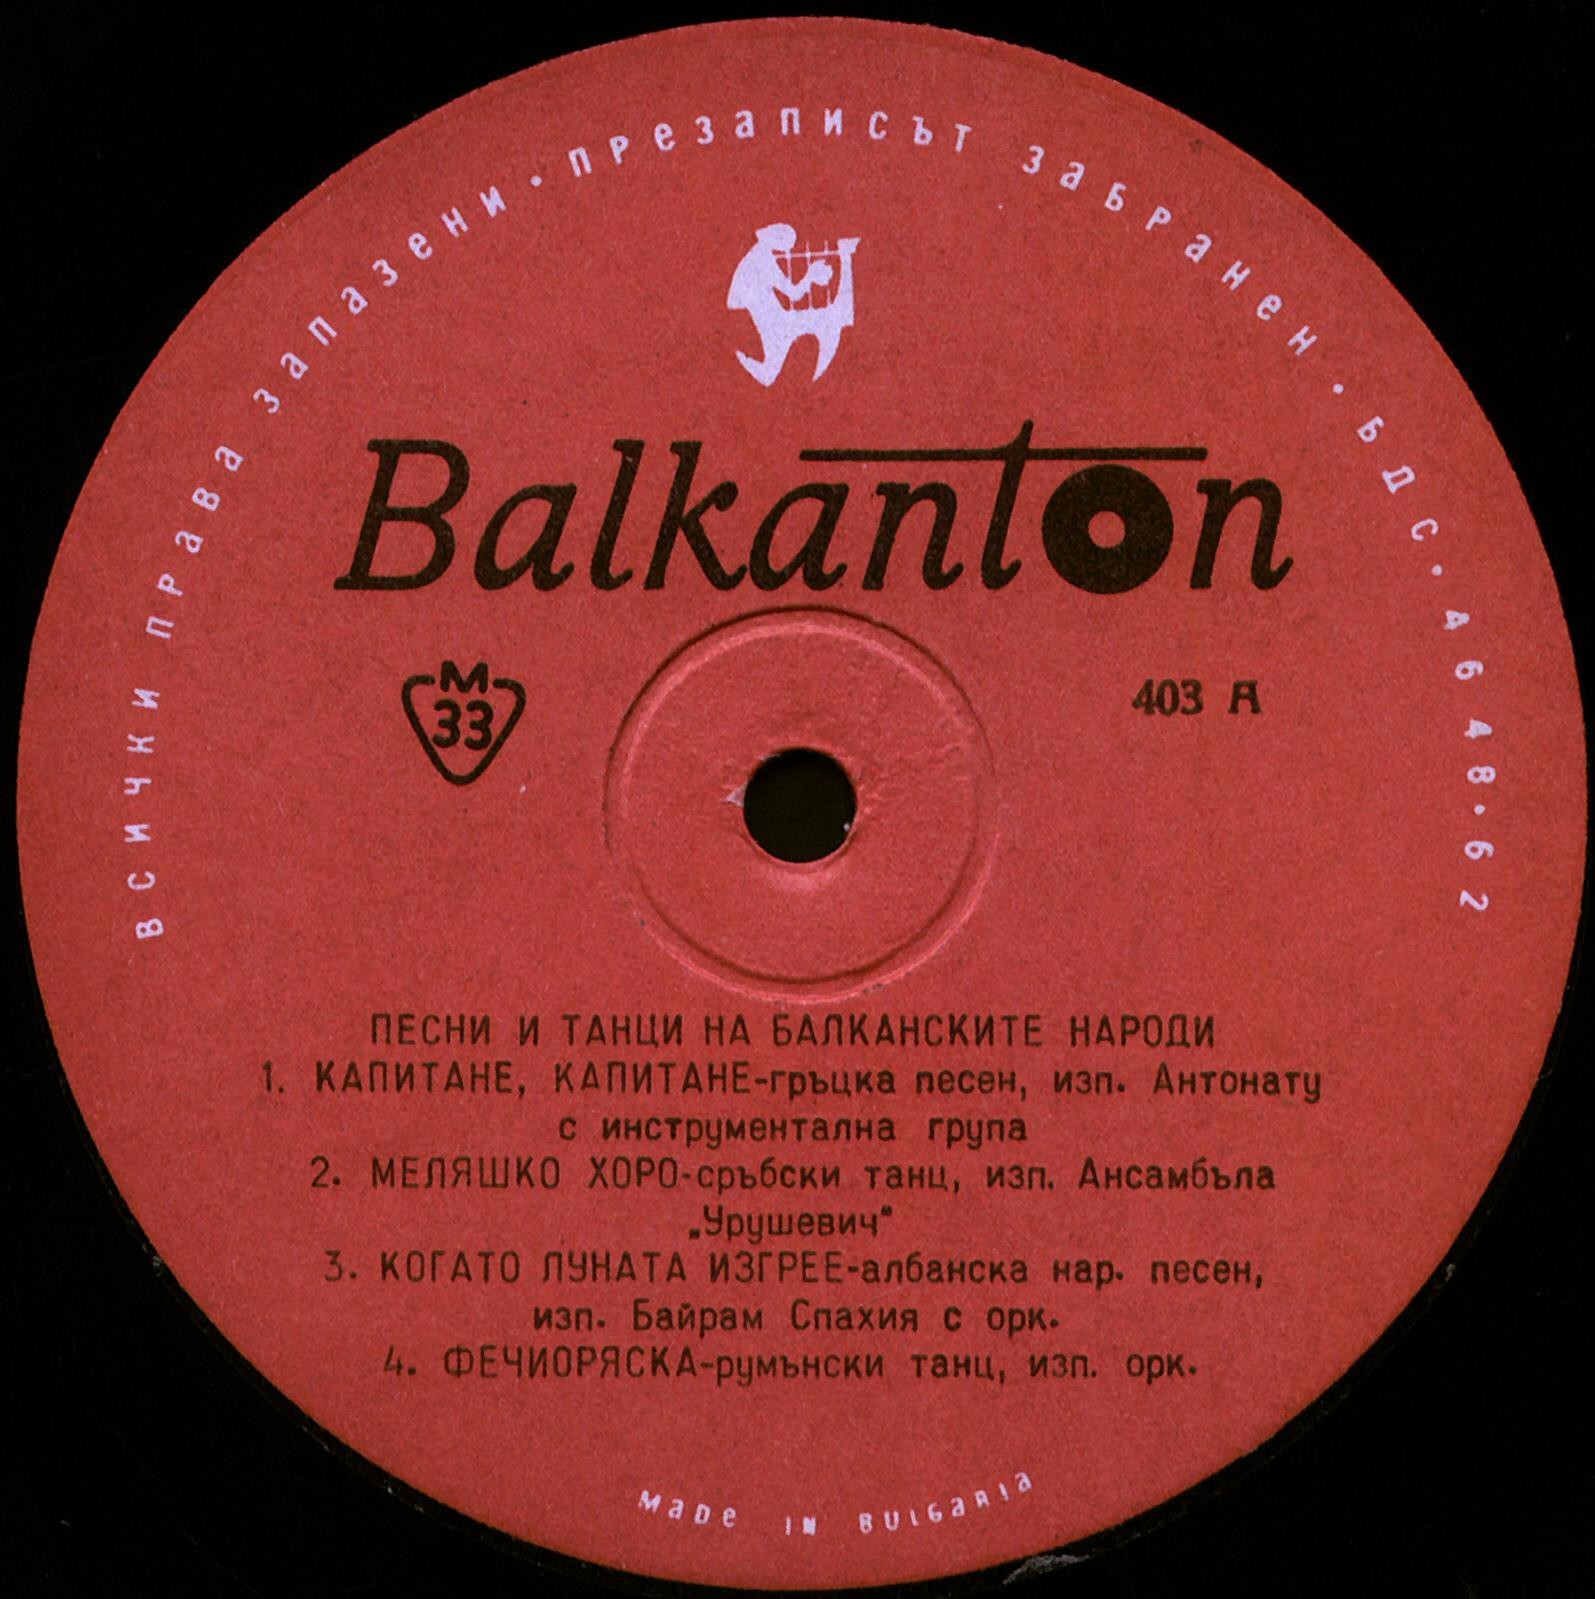 всички права запазени • презаписът забранен • БДС • 4648 • 62
Balkanton
М
33
403 А
ПЕСНИ И ТАНЦИ НА БАЛКАНСКИТЕ НАРОДИ
1. КАПИТАНЕ, КАПИТАНЕ-гръцка песен, изп. Антонату
с инструментална група
2. МЕЛЯШКО ХОРО-сръбски танц, изп. Ансамбъла
„Урушевич"
3. КОГАТО ЛУНАТА ИЗГРЕЕ-албанска нар. песен,
изп. Байрам Спахия с орк.
4. ФЕЧИОРЯСКА-румънски танц, изп. орк.
made in Bulgaria